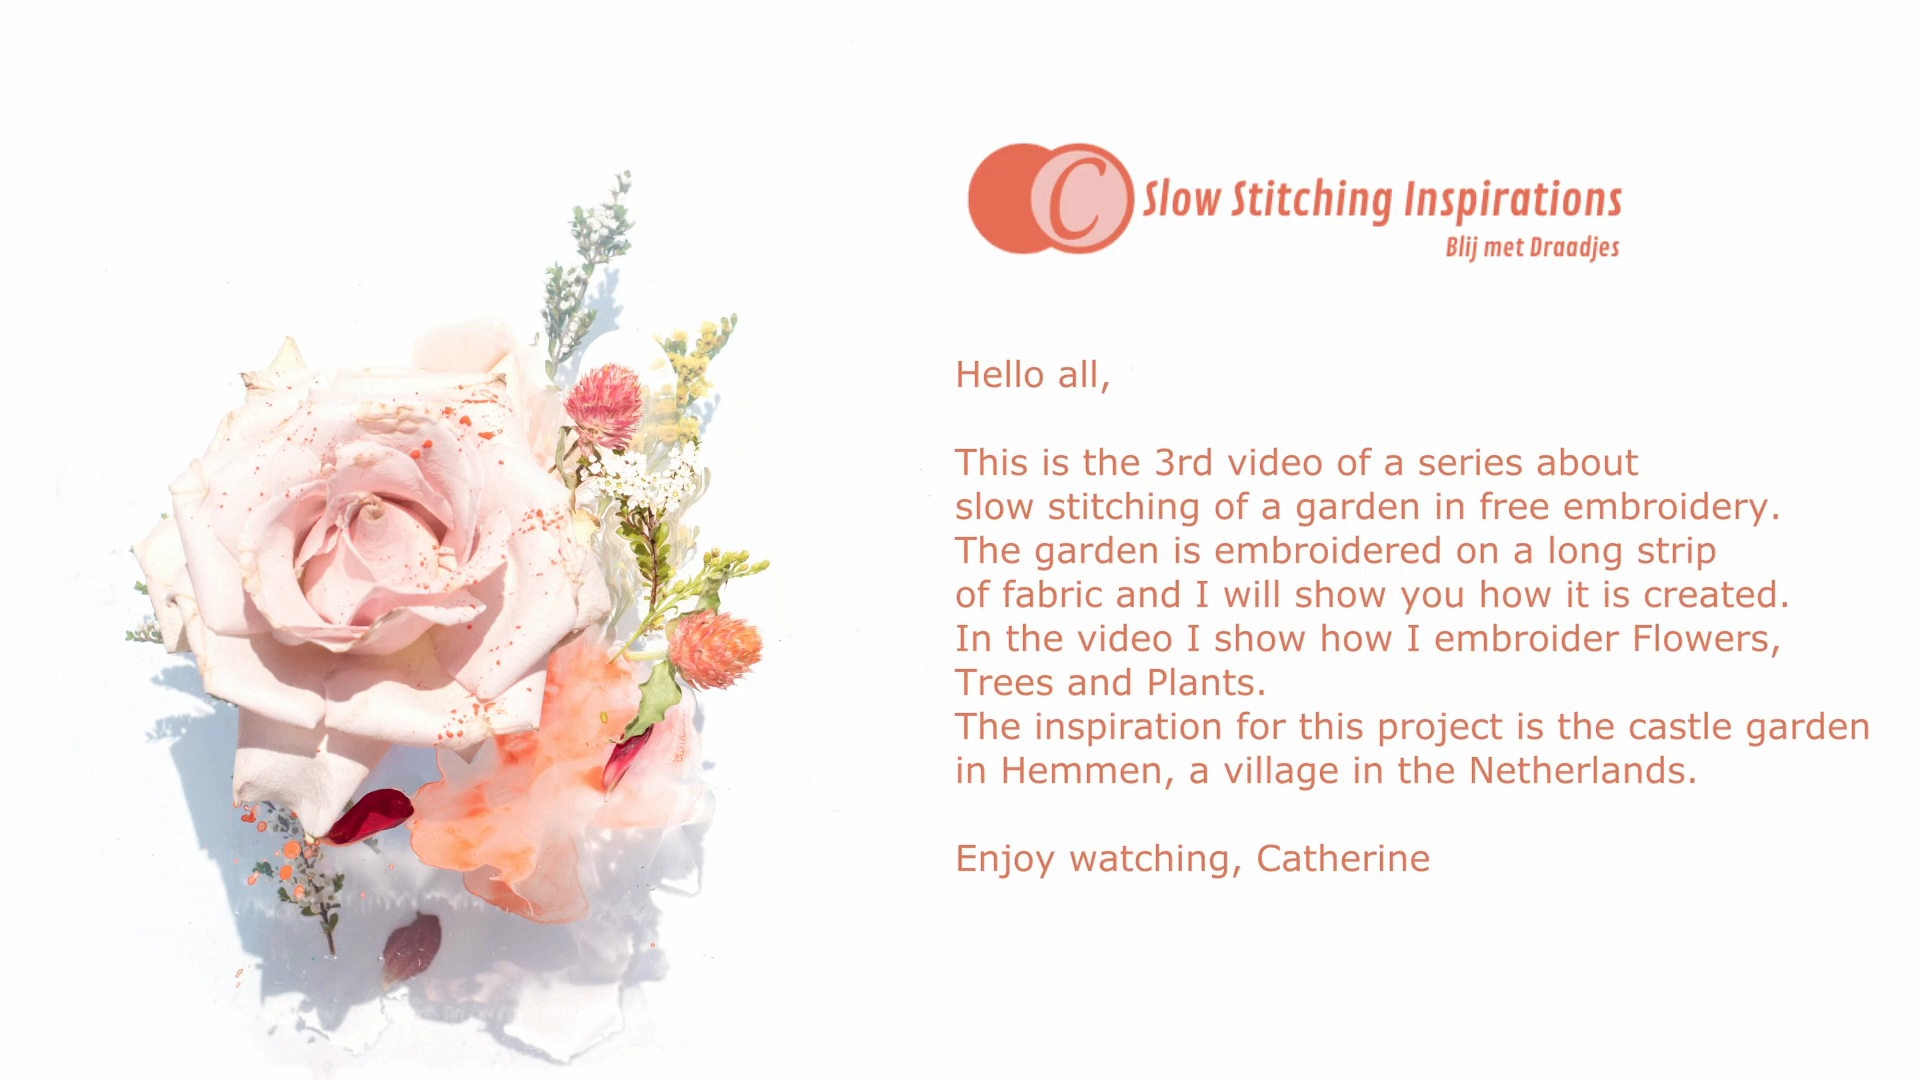 C Slow Stitching Inspirations
Blij met Draadjes
Hello all,
This is the 3rd video of a series about
slow stitching of a garden in free embroidery.
The garden is embroidered on a long strip
of fabric and I will show you how it is created.
In the video I show how I embroider Flowers,
Trees and Plants.
The inspiration for this project is the castle garden
in Hemmen, a village in the Netherlands.
Enjoy watching, Catherine